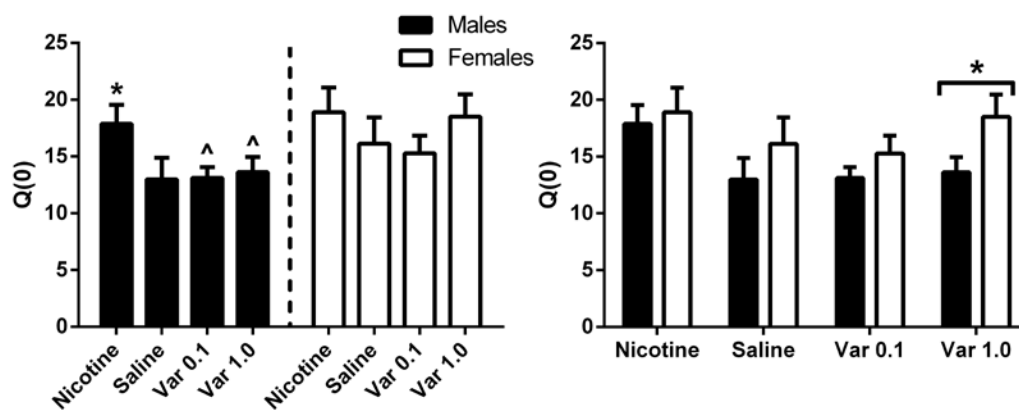 Males
Females
25
20
15
10
5
0
Q(0)
*
^
^
Nicotine
Saline
Var 0.1
Var 1.0
Nicotine
Saline
Var 0.1
Var 1.0
25
20
15
10
5
0
Q(0)
*
Nicotine
Saline
Var 0.1
Var 1.0